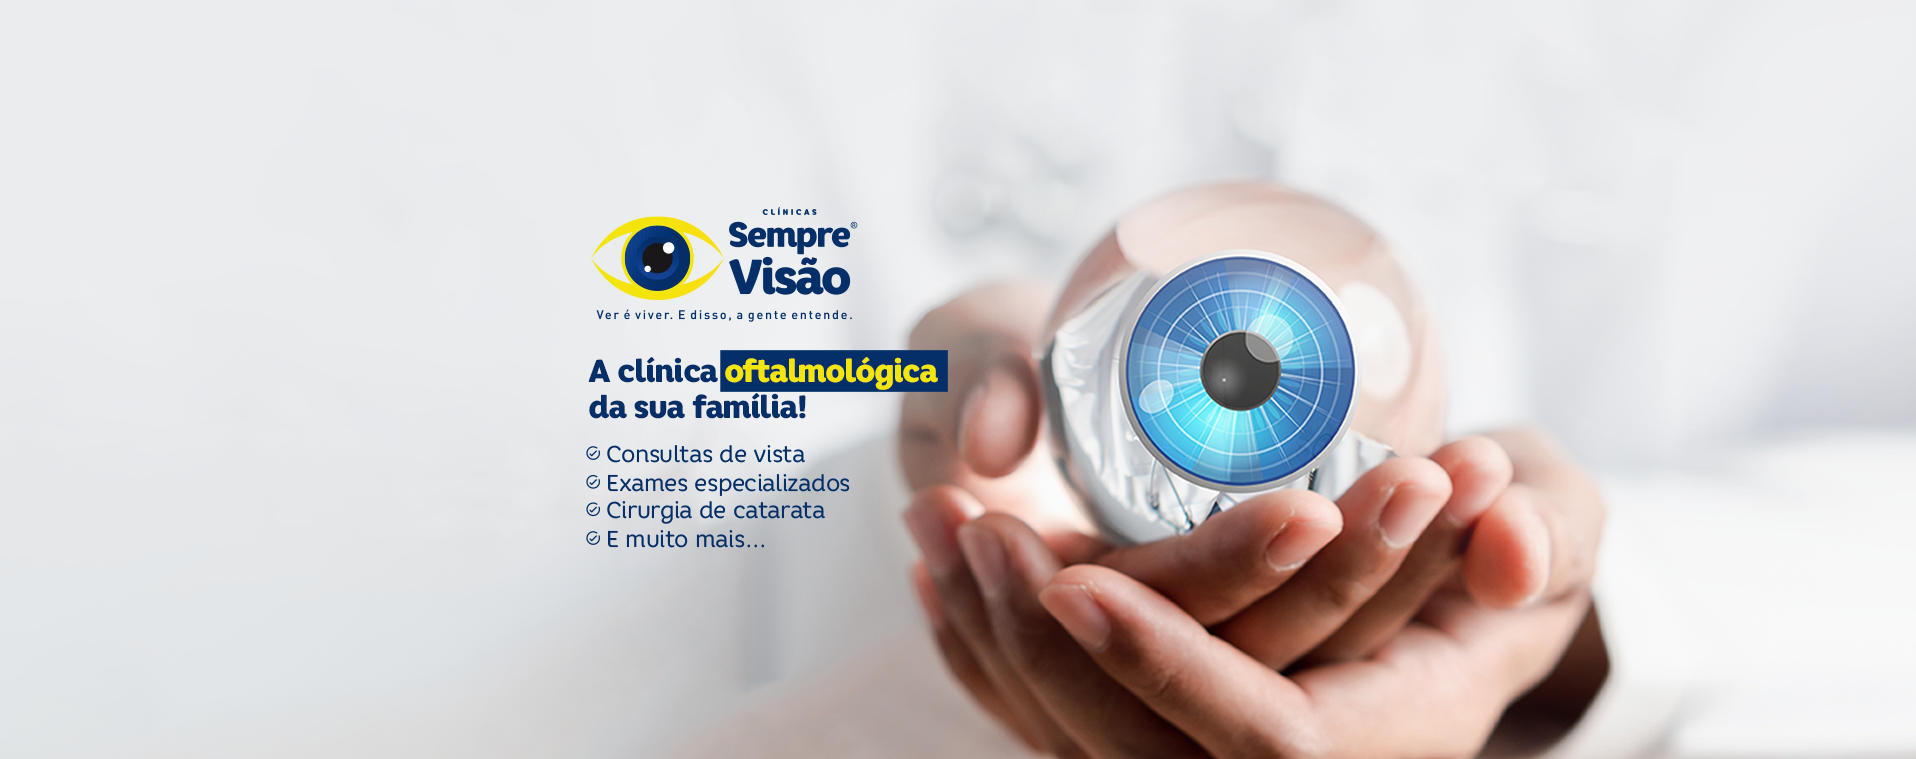 CLÍNICAS
Sempre®
Visão
Ver é viver. E disso, a gente entende.
A clínica oftalmológica
da sua família!
Consultas de vista
Exames especializados
Cirurgia de catarata
E muito mais...